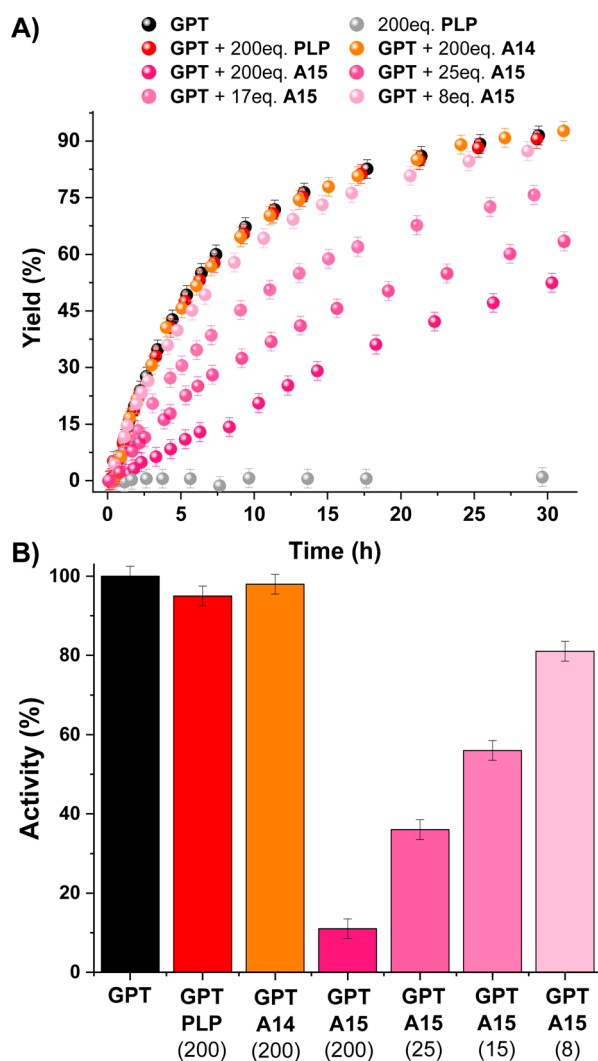 A)
GPT 200eq. PLP
GPT + 200eq. PLP GPT + 200eq. A14
GPT + 200eq. A15 GPT + 25eq. A15
GPT + 17eq. A15 GPT + 8eq. A15
90
75
60
45
30
15
0
Yield (%)
0 5 10 15 20 25 30
Time (h)
B)
100
80
60
40
20
0
Activity (%)
GPT GPT GPT GPT GPT GPT GPT
PLP A14 A15 A15 A15 A15
(200) (200) (200) (25) (15) (8)